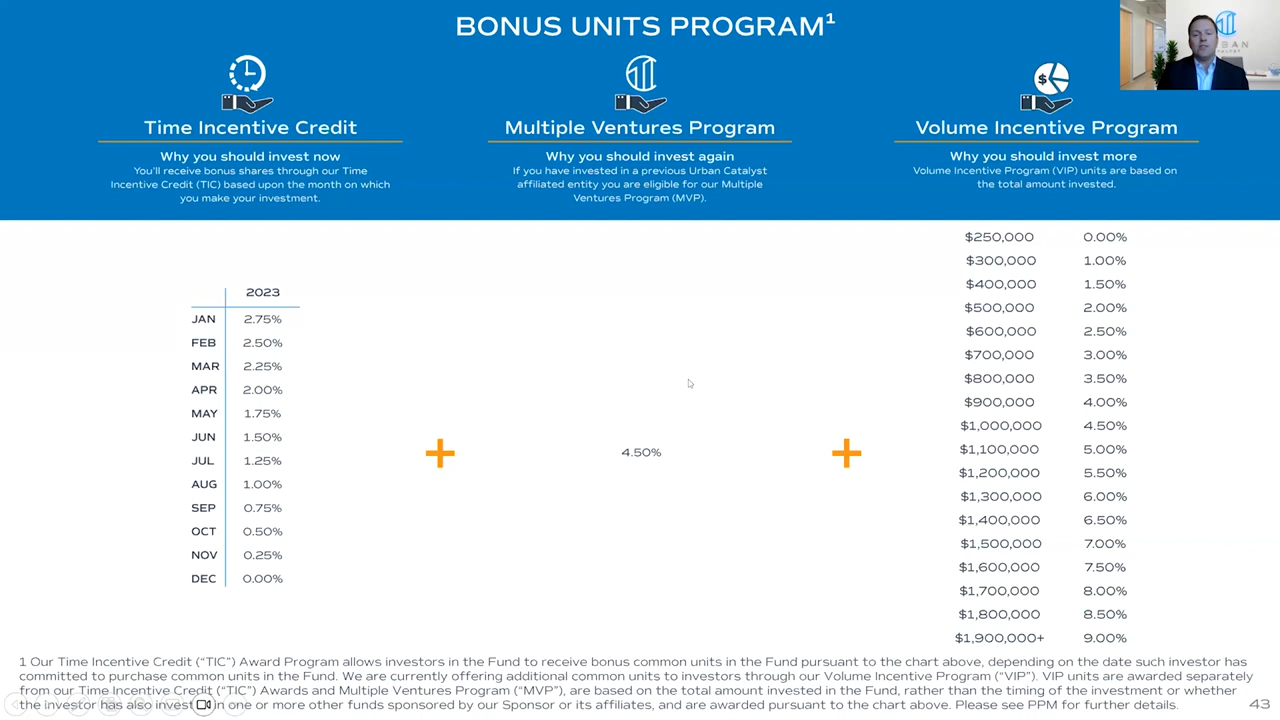 BONUS UNITS PROGRAM¹
Time Incentive Credit
Why you should invest now
You'll receive bonus shares through our Time
Incentive Credit (TIC) based upon the month on which
you make your investment.
Multiple Ventures Program
Why you should invest again
If you have invested in a previous Urban Catalyst
affiliated entity you are eligible for our Multiple
Ventures Program (MVP).
Volume Incentive Program
Why you should invest more
Volume Incentive Program (VIP) units are based on
the total amount invested.
2023
JAN 2.75%
FEB 2.50%
MAR 2.25%
APR 2.00%
MAY 1.75%
JUN 1.50%
JUL 1.25%
AUG 1.00%
SEP 0.75%
OCT 0.50%
NOV 0.25%
DEC 0.00%
+
4.50%
+
$250,000 0.00%
$300,000 1.00%
$400,000 1.50%
$500,000 2.00%
$600,000 2.50%
$700,000 3.00%
$800,000 3.50%
$900,000 4.00%
$1,000,000 4.50%
$1,100,000 5.00%
$1,200,000 5.50%
$1,300,000 6.00%
$1,400,000 6.50%
$1,500,000 7.00%
$1,600,000 7.50%
$1,700,000 8.00%
$1,800,000 8.50%
$1,900,000+ 9.00%
1 Our Time Incentive Credit ("TIC") Award Program allows investors in the Fund to receive bonus common units in the Fund pursuant to the chart above, depending on the date such investor has
committed to purchase common units in the Fund. We are currently offering additional common units to investors through our Volume Incentive Program ("VIP"). VIP units are awarded separately
from our Time Incentive Credit ("TIC") Awards and Multiple Ventures Program ("MVP"), are based on the total amount invested in the Fund, rather than the timing of the investment or whether
the investor has also invested in one or more other funds sponsored by our Sponsor or its affiliates, and are awarded pursuant to the chart above. Please see PPM for further details.
43